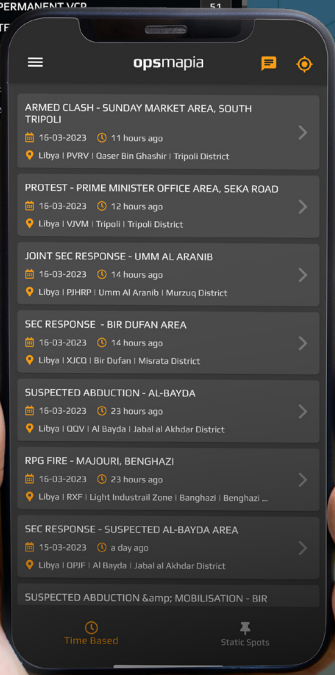 PERMANENT VCP 51
opsmapia
ARMED CLASH - SUNDAY MARKET AREA, SOUTH
TRIPOLI
16-03-2023 11 hours ago
Libya | PVRV | Qaser Bin Ghashir | Tripoli District
PROTEST - PRIME MINISTER OFFICE AREA, SEKA ROAD
16-03-2023 12 hours ago
Libya | VJVM | Tripoli | Tripoli District
JOINT SEC RESPONSE - UMM AL ARANIB
16-03-2023 14 hours ago
Libya | PJHRP | Umm Al Aranib | Murzuq District
SEC RESPONSE - BIR DUFAN AREA
16-03-2023 14 hours ago
Libya | XJCQ | Bir Dufan | Misrata District
SUSPECTED ABDUCTION - AL-BAYDA
16-03-2023 23 hours ago
Libya | QQV | Al Bayda | Jabal al Akhdar District
RPG FIRE - MAJOURI, BENGHAZI
16-03-2023 23 hours ago
Libya | RXF | Light Industrail Zone | Banghazi | Benghazi ...
SEC RESPONSE - SUSPECTED AL-BAYDA AREA
15-03-2023 a day ago
Libya | OPJF | Al Bayda | Jabal al Akhdar District
SUSPECTED ABDUCTION &amp; MOBILISATION - BIR
Time Based
Static Spots